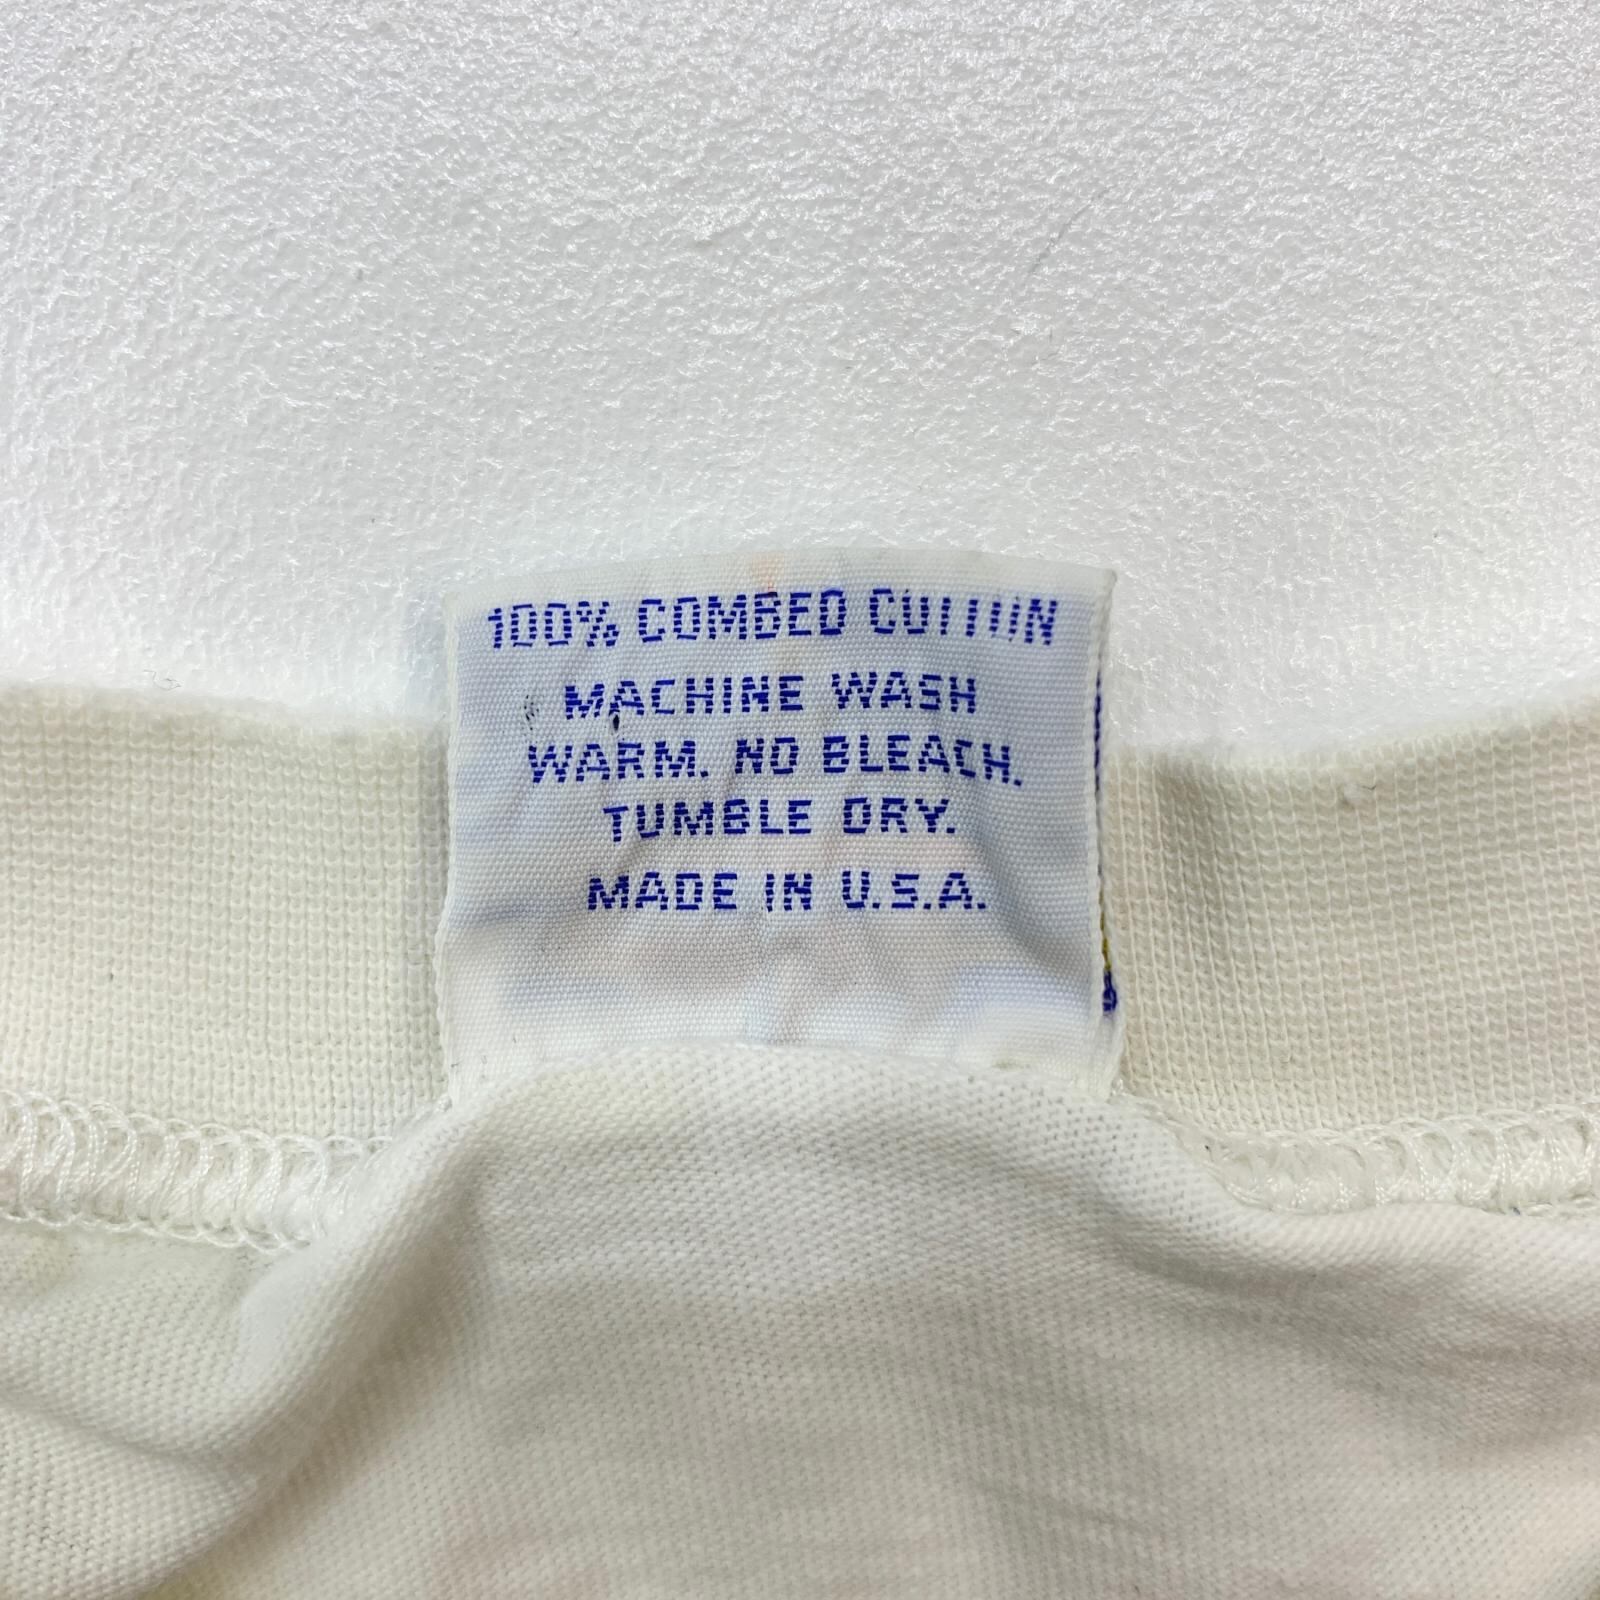 100% COMBED COTTON
MACHINE WASH
WARM. NO BLEACH.
TUMBLE DRY.
MADE IN U.S.A.